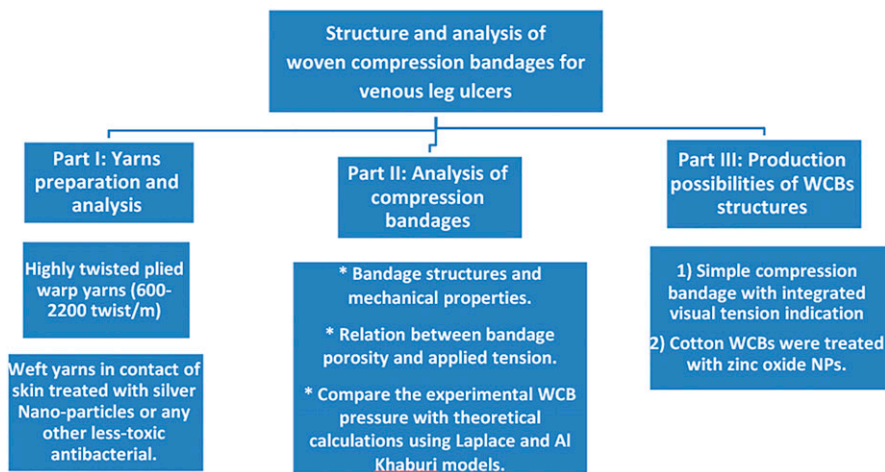 Structure and analysis of
woven compression bandages for
venous leg ulcers
Part I: Yarns
preparation and
analysis
Highly twisted plied
warp yarns (600-
2200 twist/m)
Weft yarns in contact of
skin treated with silver
Nano-particles or any
other less-toxic
antibacterial.
Part II: Analysis of
compression
bandages
* Bandage structures and
mechanical properties.
* Relation between bandage
porosity and applied tension.
* Compare the experimental WCB
pressure with theoretical
calculations using Laplace and Al
Khaburi models.
Part III: Production
possibilities of WCBs
structures
1) Simple compression
bandage with integrated
visual tension indication
2) Cotton WCBs were treated
with zinc oxide NPs.